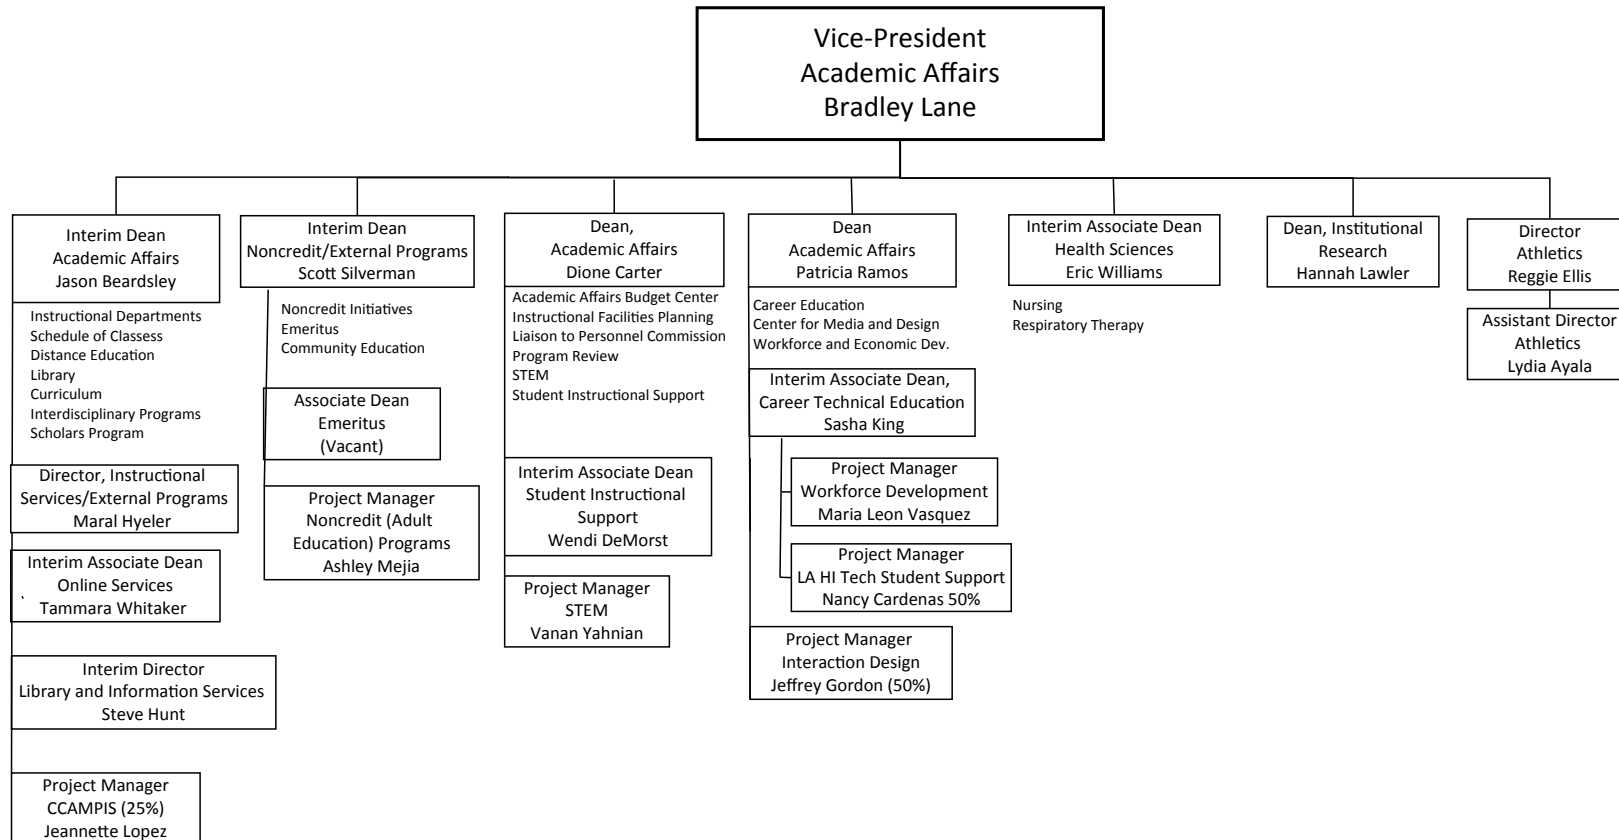 Vice-President
Academic Affairs
Bradley Lane
Interim Dean
Academic Affairs
Jason Beardsley
Instructional Departments
Schedule of Classess
Distance Education
Library
Curriculum
Interdisciplinary Programs
Scholars Program
Director, Instructional
Services/External Programs
Maral Hyeler
Interim Associate Dean
Online Services
Tammara Whitaker
Interim Director
Library and Information Services
Steve Hunt
Project Manager
CCAMPIS (25%)
Jeannette Lopez
Interim Dean
Noncredit/External Programs
Scott Silverman
Noncredit Initiatives
Emeritus
Community Education
Associate Dean
Emeritus
(Vacant)
Project Manager
Noncredit (Adult
Education) Programs
Ashley Mejia
Dean,
Academic Affairs
Dione Carter
Academic Affairs Budget Center
Instructional Facilities Planning
Liaison to Personnel Commission
Program Review
STEM
Student Instructional Support
Interim Associate Dean
Student Instructional
Support
Wendi DeMorst
Project Manager
STEM
Vanan Yahnian
Dean
Academic Affairs
Patricia Ramos
Career Education
Center for Media and Design
Workforce and Economic Dev.
Interim Associate Dean,
Career Technical Education
Sasha King
Project Manager
Workforce Development
Maria Leon Vasquez
Project Manager
LA HI Tech Student Support
Nancy Cardenas 50%
Project Manager
Interaction Design
Jeffrey Gordon (50%)
Interim Associate Dean
Health Sciences
Eric Williams
Nursing
Respiratory Therapy
Dean, Institutional
Research
Hannah Lawler
Director
Athletics
Reggie Ellis
Assistant Director
Athletics
Lydia Ayala